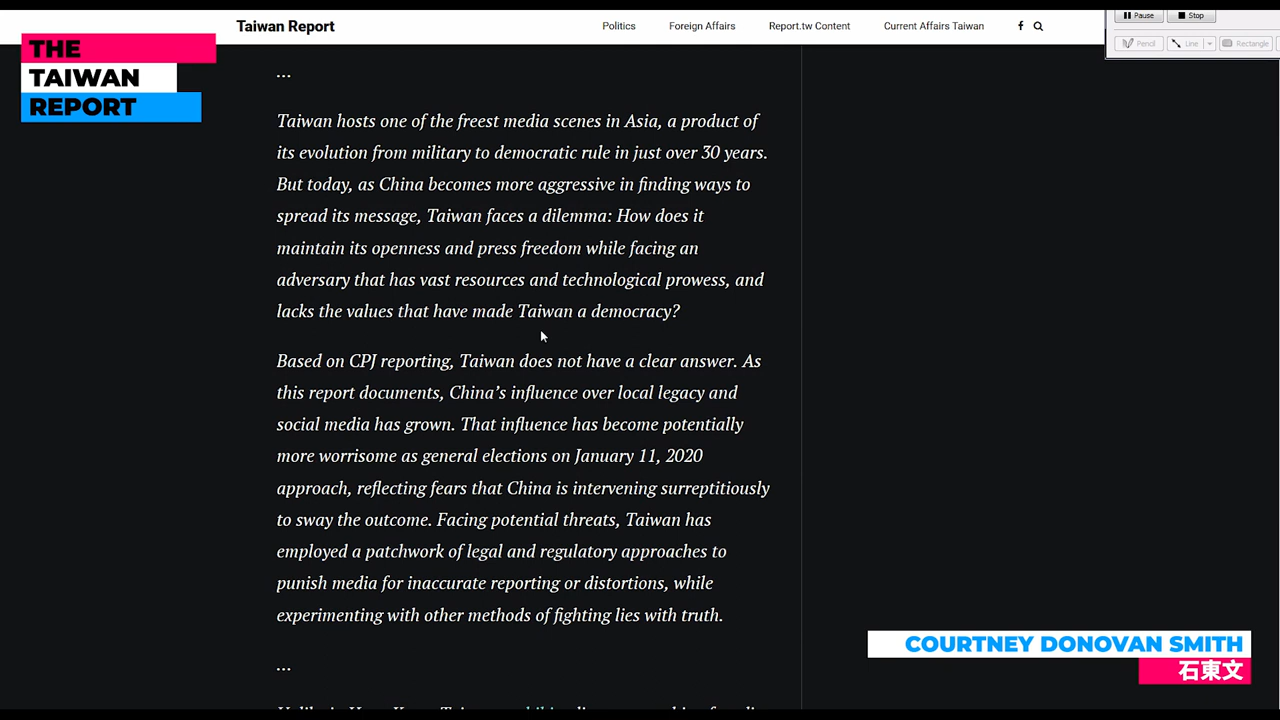 Taiwan Report
Politics
Foreign Affairs
Report.tw Content
Current Affairs Taiwan
Pause
Stop
Pencil
Line
Rectangle
THE
TAIWAN
REPORT
...
Taiwan hosts one of the freest media scenes in Asia, a product of
its evolution from military to democratic rule in just over 30 years.
But today, as China becomes more aggressive in finding ways to
spread its message, Taiwan faces a dilemma: How does it
maintain its openness and press freedom while facing an
adversary that has vast resources and technological prowess, and
lacks the values that have made Taiwan a democracy?
Based on CPJ reporting, Taiwan does not have a clear answer. As
this report documents, China's influence over local legacy and
social media has grown. That influence has become potentially
more worrisome as general elections on January 11, 2020
approach, reflecting fears that China is intervening surreptitiously
to sway the outcome. Facing potential threats, Taiwan has
employed a patchwork of legal and regulatory approaches to
punish media for inaccurate reporting or distortions, while
experimenting with other methods of fighting lies with truth.
...
COURTNEY DONOVAN SMITH
石東文